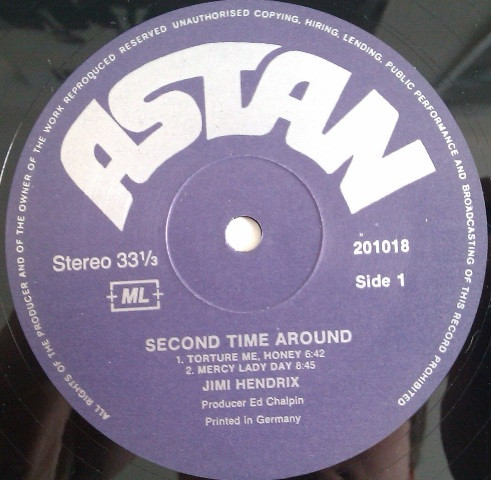 ALL RIGHTS OF THE PRODUCER AND OF THE OWNER OF THE WORK REPRODUCED RESERVED UNAUTHORISED COPYING, HIRING, LENDING, PUBLIC PERFORMANCE AND BROADCASTING OF THIS RECORD PROHIBITED
ASTAN
Stereo 33⅓
201018
ML
Side 1
SECOND TIME AROUND
1. TORTURE ME, HONEY 6:42
2. MERCY LADY DAY 8:45
JIMI HENDRIX
Producer Ed Chalpin
Printed in Germany